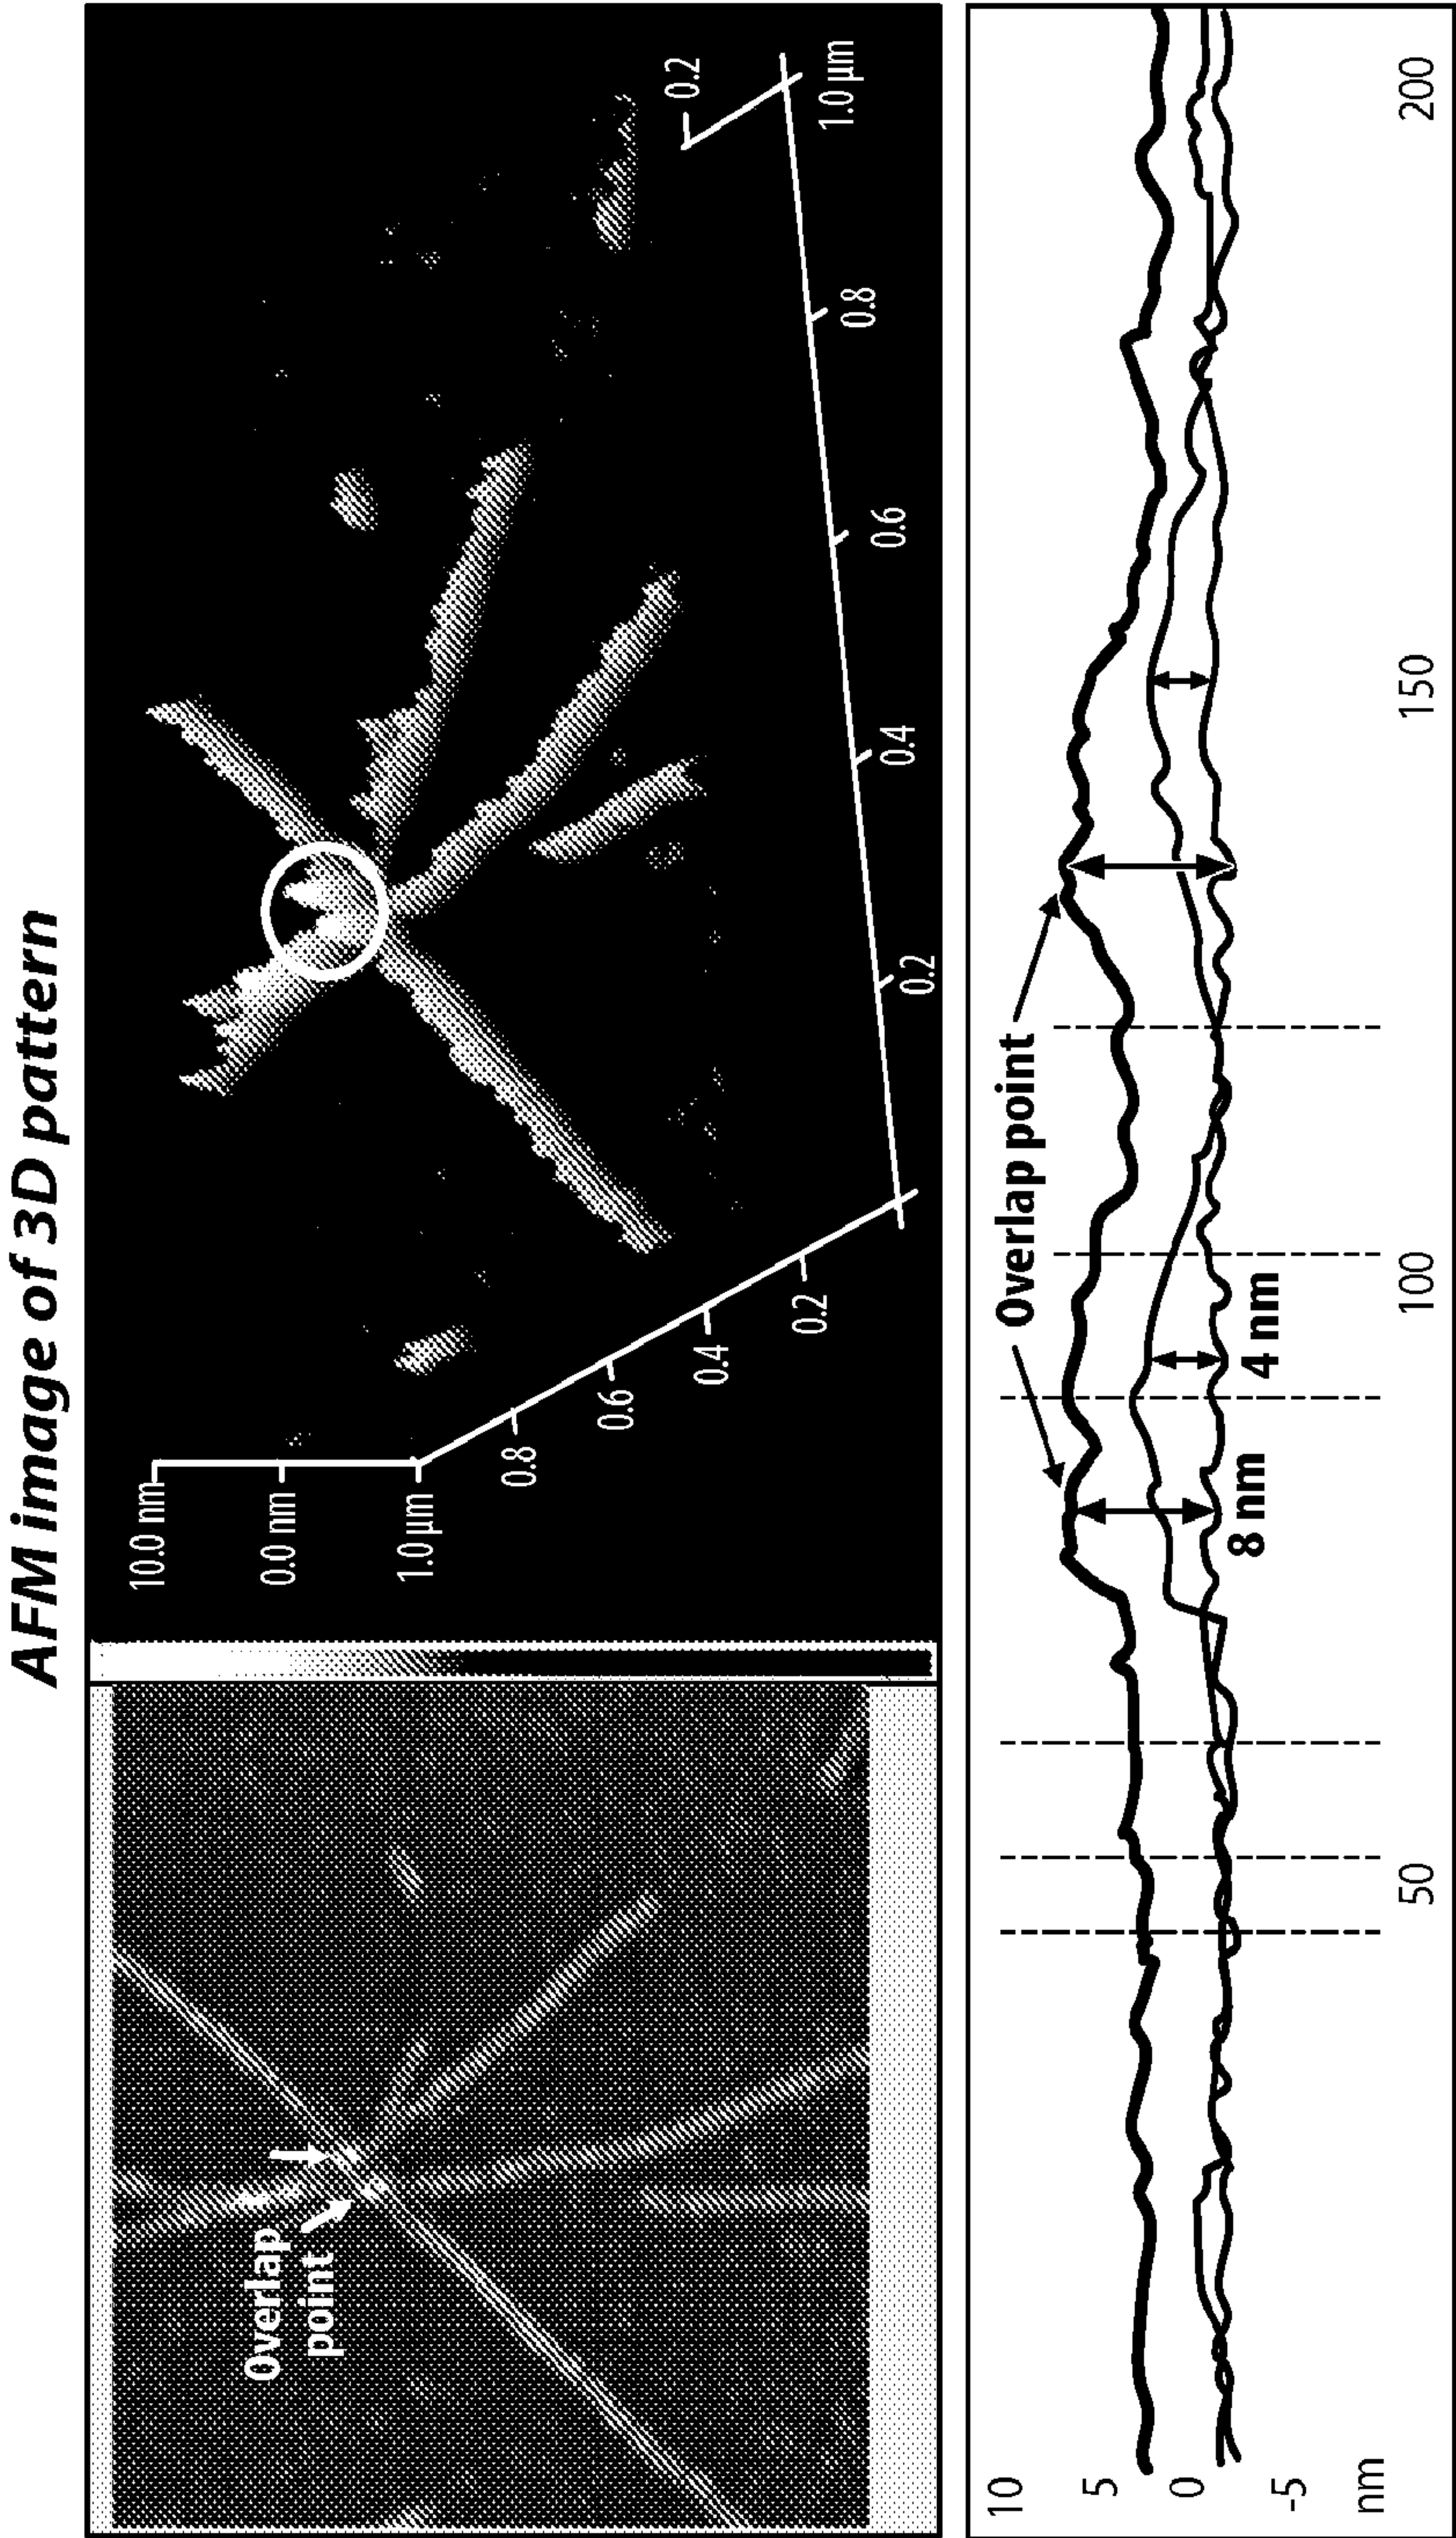 AFM image of 3D pattern
Overlap
point
10.0 nm
0.0 nm
1.0 µm
0.8
0.6
0.4
0.2
0.2
0.4
0.6
0.8
1.0 µm
0.2
Overlap point
8 nm
4 nm
10
5
0
-5
nm
50
100
150
200